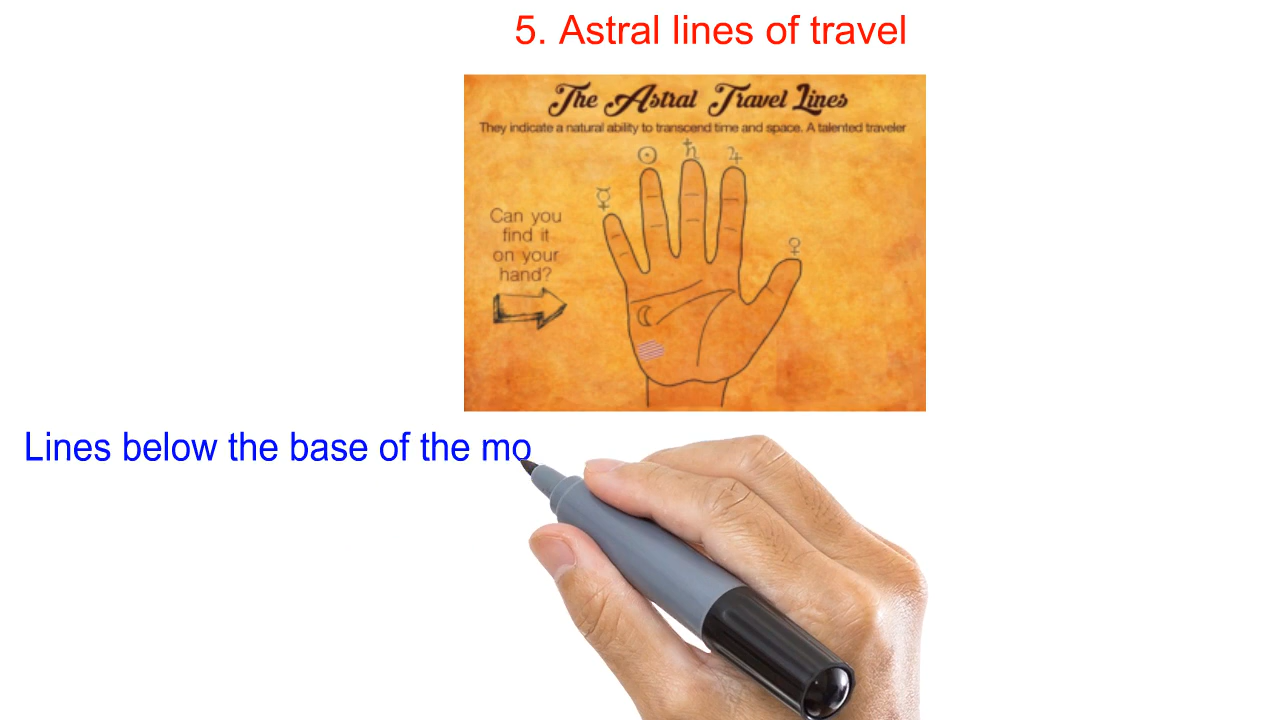 5. Astral lines of travel
The Astral Travel Lines
They indicate a natural ability to transcend time and space. A talented traveler
Can you
find it
on your
hand?
Lines below the base of the mo